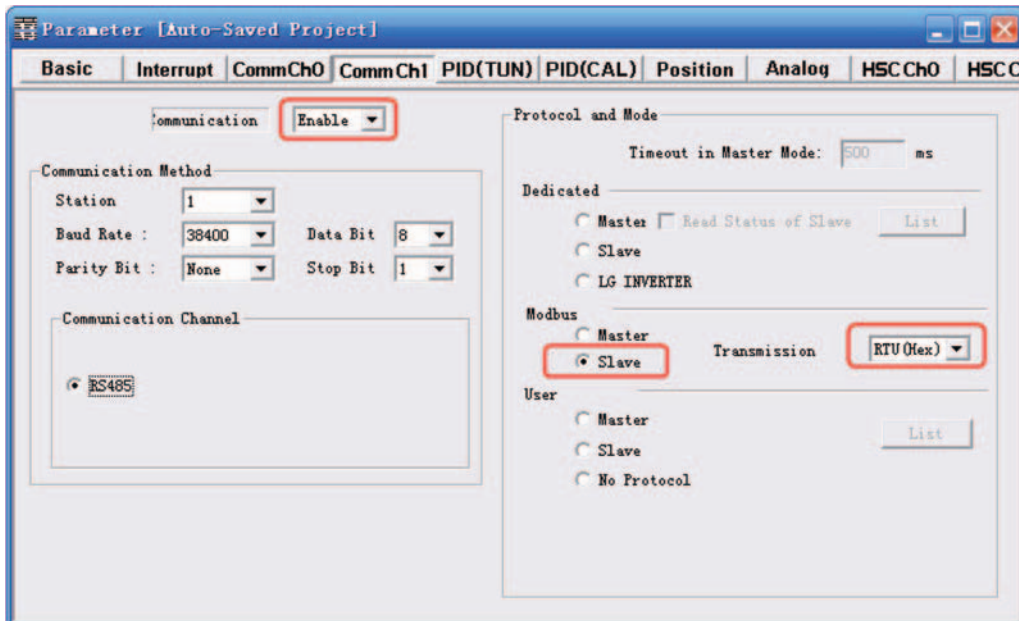 Parameter [Auto-Saved Project]
Basic Interrupt CommCh0 CommCh1 PID(TUN) PID(CAL) Position Analog HSCCh0 HSCC
ommunication Enable
Communication Method
Station 1
Baud Rate : 38400 Data Bit 8
Parity Bit : None Stop Bit 1
Communication Channel
RS485
Protocol and Mode
Timeout in Master Mode: 500 ms
Dedicated
Master Read Status of Slave List
Slave
LG INVERTER
Modbus
Master
Slave Transmission RTU(Hex)
User
Master
List
Slave
No Protocol